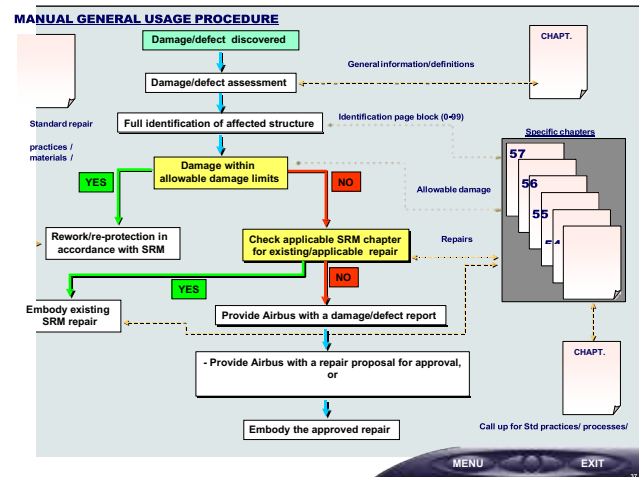 MANUAL GENERAL USAGE PROCEDURE
Damage/defect discovered
CHAPT.
General information/definitions
Damage/defect assessment
Standard repair
practices /
materials /
Full identification of affected structure
Identification page block (0-99)
Specific chapters
57
56
55
Damage within
allowable damage limits
YES
NO
Allowable damage
Rework/re-protection in
accordance with SRM
Check applicable SRM chapter
for existing/applicable repair
Repairs
YES
NO
Embody existing
SRM repair
Provide Airbus with a damage/defect report
- Provide Airbus with a repair proposal for approval,
or
CHAPT.
Embody the approved repair
Call up for Std practices/ processes/
MENU
EXIT
37